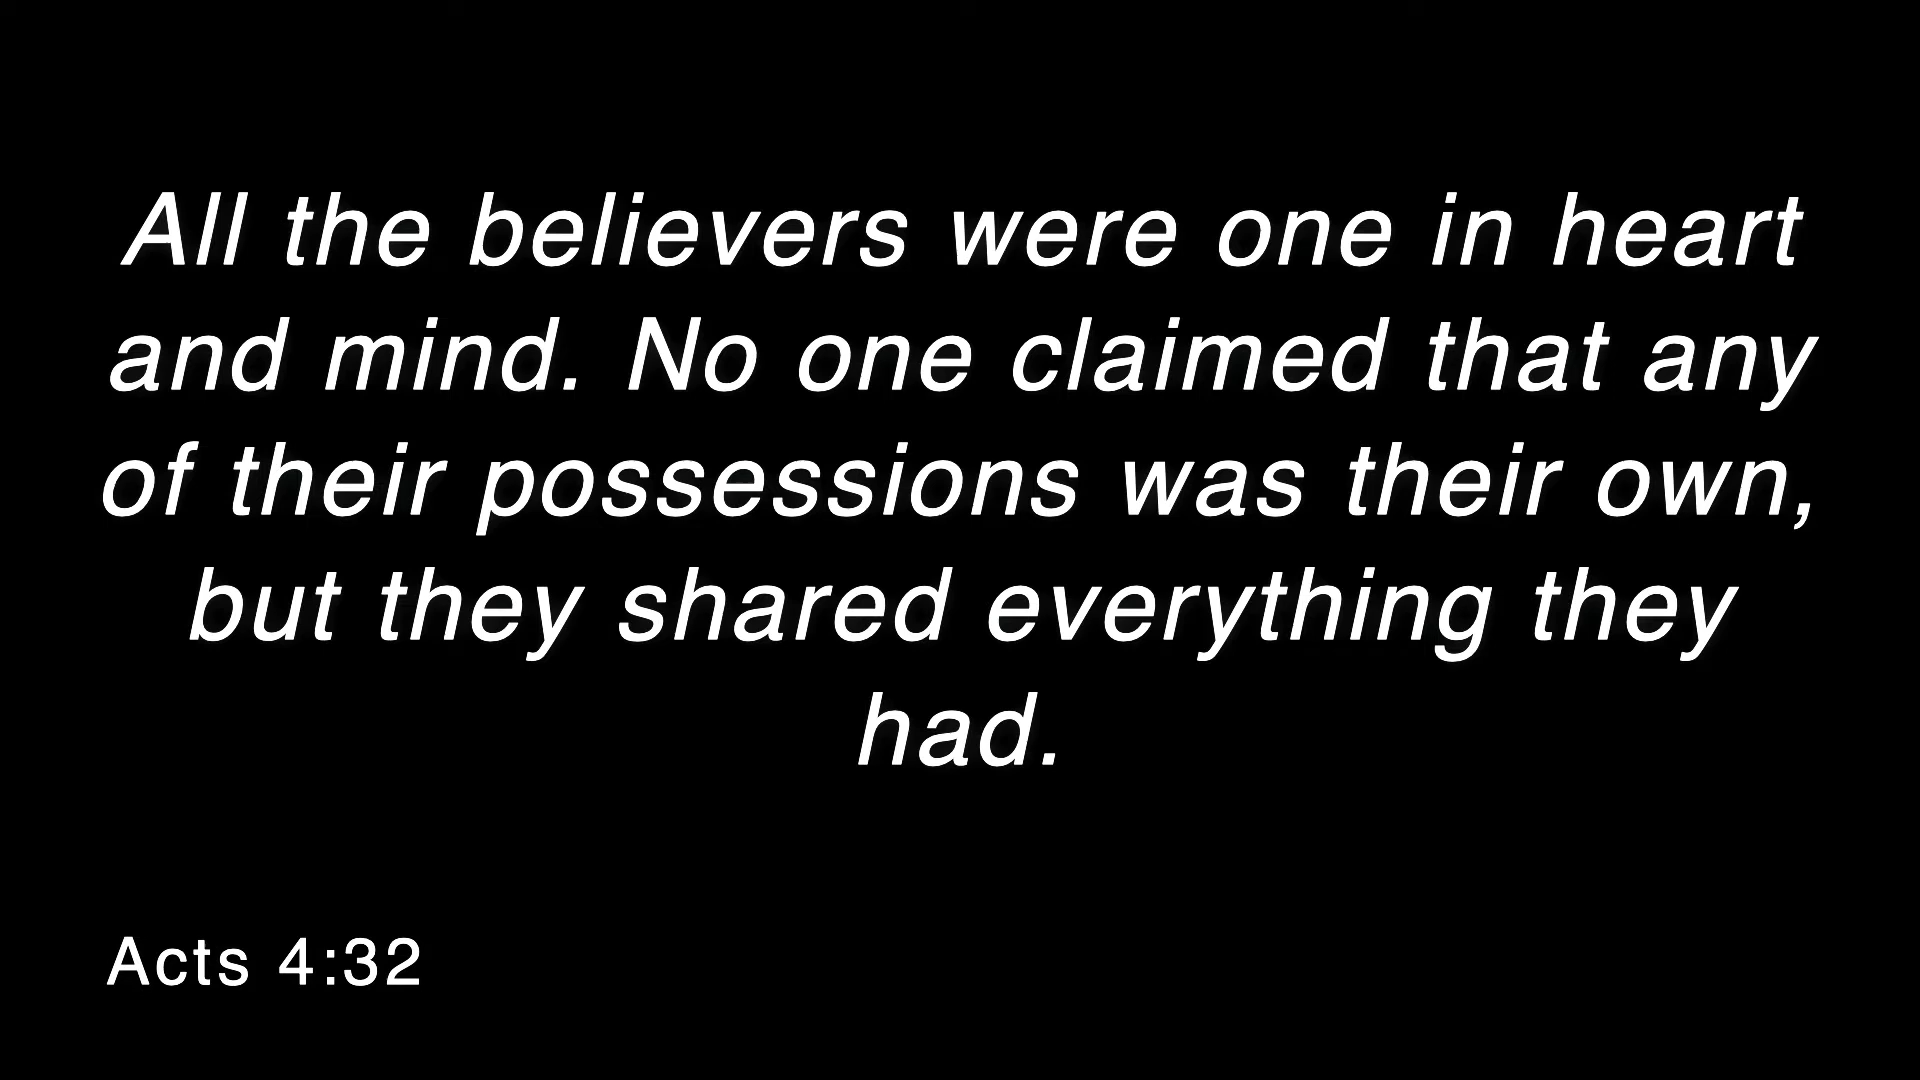 All the believers were one in heart
and mind. No one claimed that any
of their possessions was their own,
but they shared everything they
had.
Acts 4:32